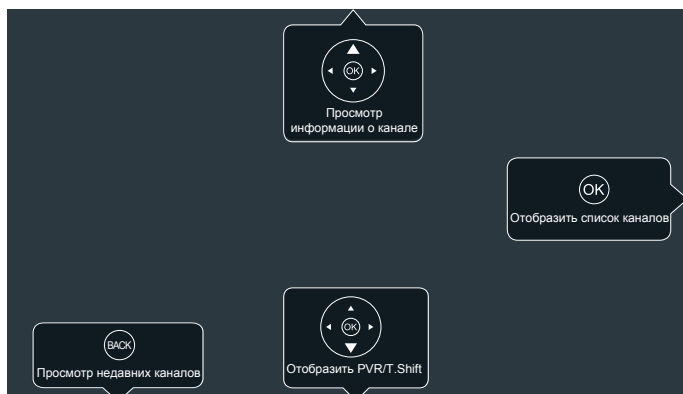 OK
Просмотр
информации о канале
OK
Отобразить список каналов
OK
Отобразить PVR/T.Shift
BACK
Просмотр недавних каналов